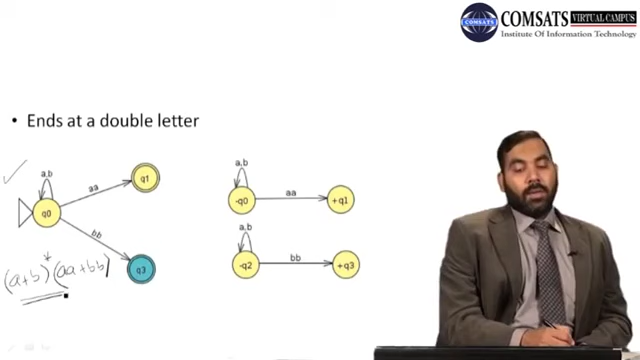 COMSATS VIRTUAL CAMPUS
Institute Of Information Technology
• Ends at a double letter
a,b
aa
q1
q0
bb
q3
(a+b)*(aa+bb)
a,b
-q0
aa
+q1
a,b
-q2
bb
+q3